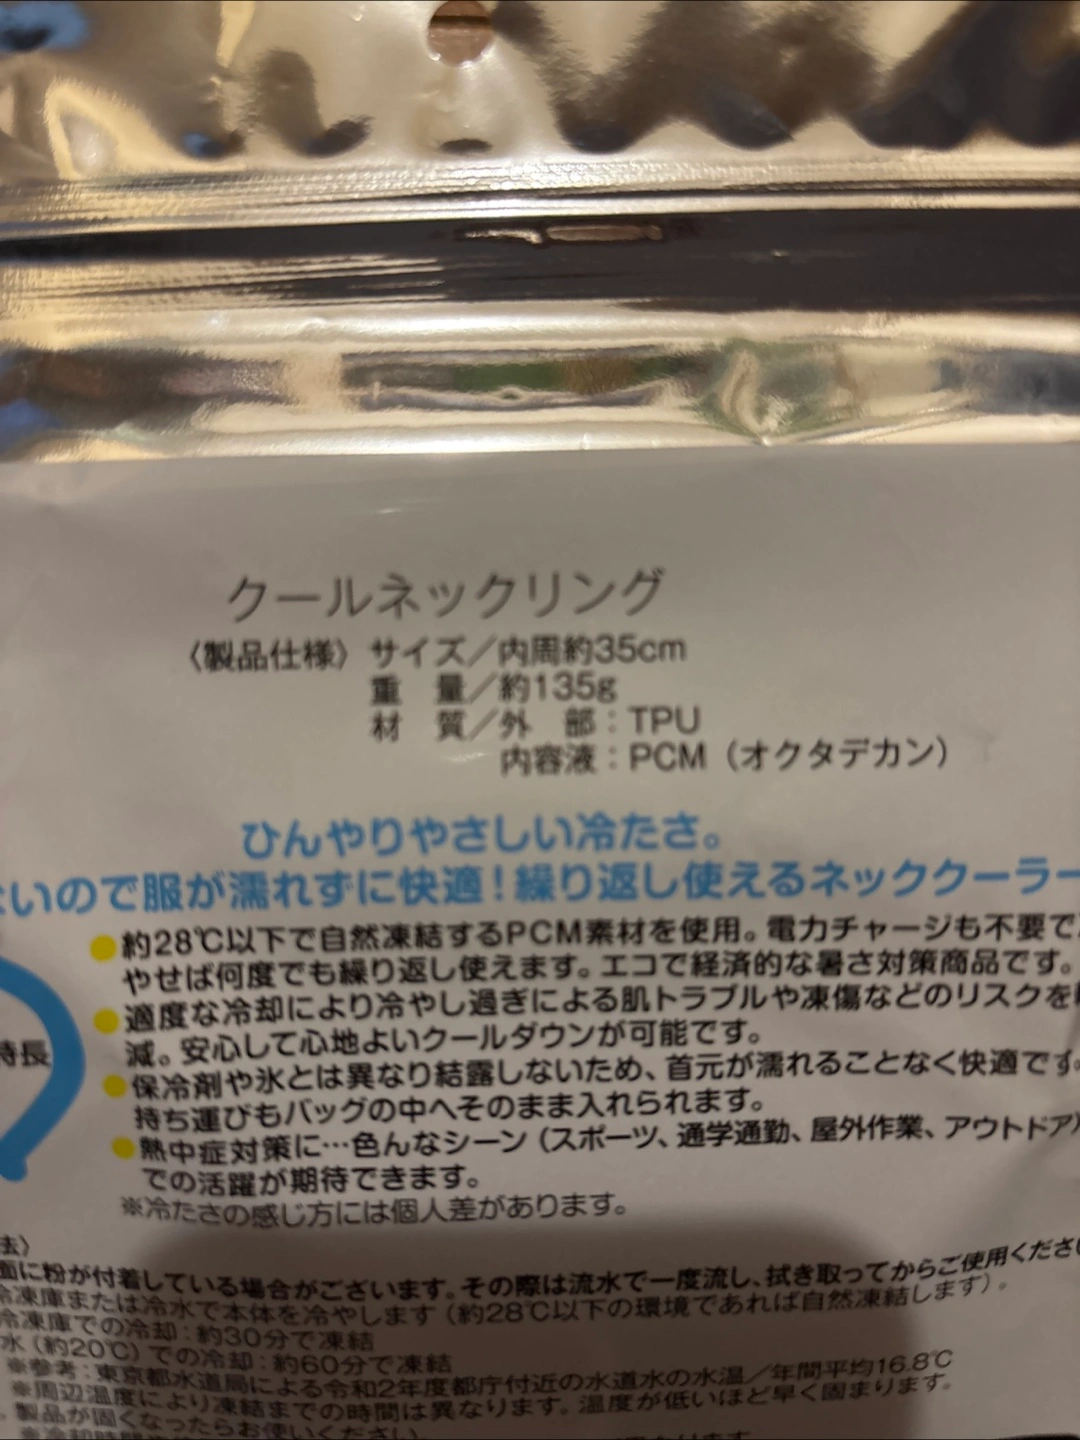 クールネックリング
〈製品仕様〉サイズ／内周約35cm
重　量／約135g
材　質／外　部：TPU
内容液：PCM（オクタデカン）
ひんやりやさしい冷たさ。
ないので服が濡れずに快適！繰り返し使えるネッククーラー
●約28℃以下で自然凍結するPCM素材を使用。電力チャージも不要で
やせば何度でも繰り返し使えます。エコで経済的な暑さ対策商品です。
●適度な冷却により冷やし過ぎによる肌トラブルや凍傷などのリスクを
特長
減。安心して心地よいクールダウンが可能です。
●保冷剤や氷とは異なり結露しないため、首元が濡れることなく快適です。
持ち運びもバッグの中へそのまま入れられます。
●熱中症対策に…色んなシーン（スポーツ、通学通勤、屋外作業、アウトドア）
での活躍が期待できます。
※冷たさの感じ方には個人差があります。
法〉
面に粉が付着している場合がございます。その際は流水で一度流し、拭き取ってからご使用ください
冷凍庫または冷水で本体を冷やします（約28℃以下の環境であれば自然凍結します）。
冷凍庫での冷却：約30分で凍結
水（約20℃）での冷却：約60分で凍結
※参考：東京都水道局による令和2年度都庁付近の水道水の水温／年間平均16.8℃
※周辺温度により凍結までの時間は異なります。温度が低いほど早く固まります。
製品が固くなったらお使いください。